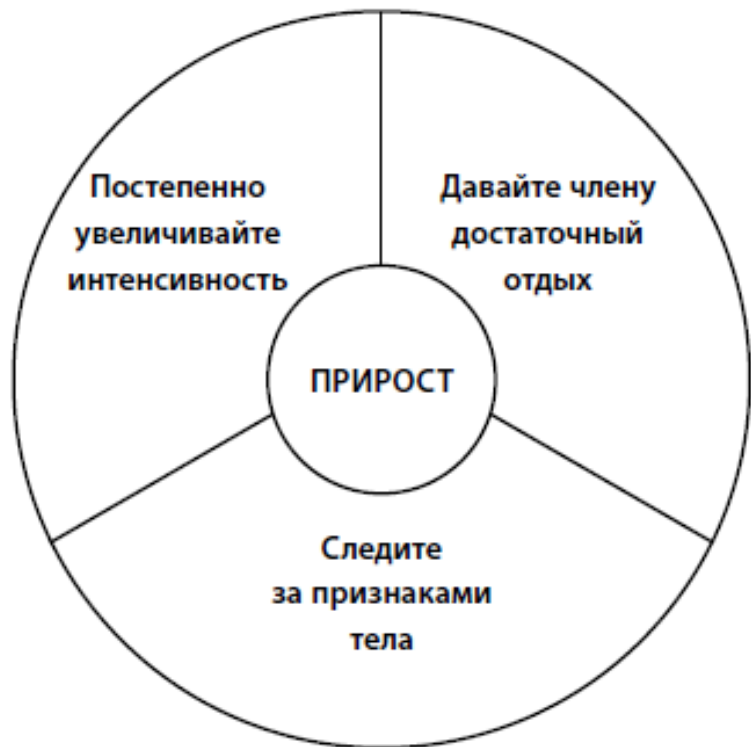 Постепенно
увеличивайте
интенсивность
Давайте члену
достаточный
отдых
ПРИРОСТ
Следите
за признаками
тела